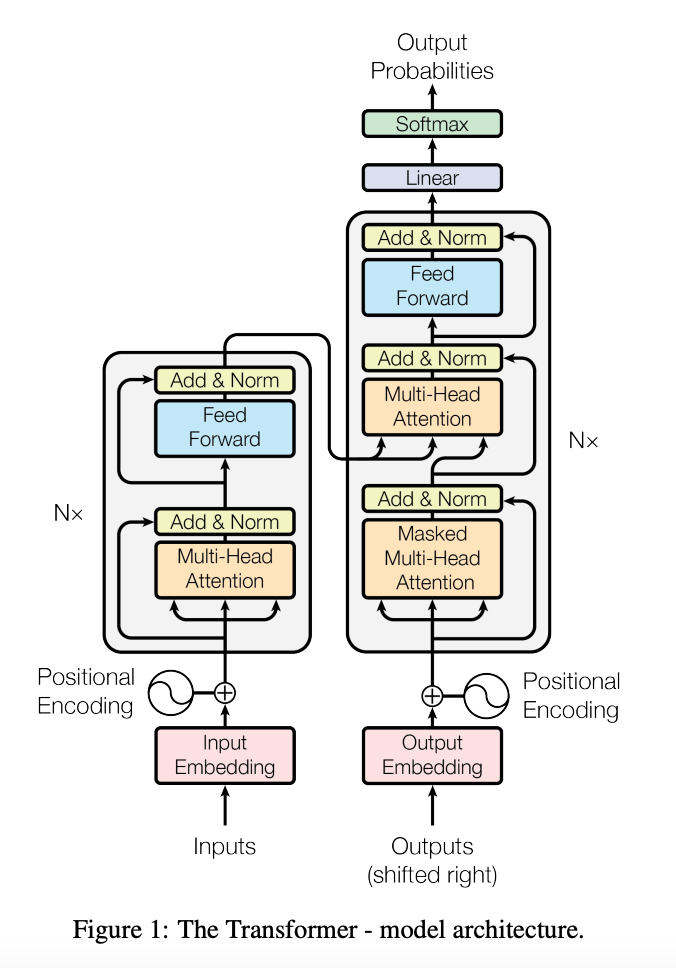 Output
Probabilities
Softmax
Linear
Add & Norm
Feed
Forward
Add & Norm
Multi-Head
Attention
Add & Norm
Masked
Multi-Head
Attention
N×
Add & Norm
Feed
Forward
Add & Norm
Multi-Head
Attention
N×
Positional
Encoding
Positional
Encoding
Input
Embedding
Output
Embedding
Inputs
Outputs
(shifted right)
Figure 1: The Transformer - model architecture.